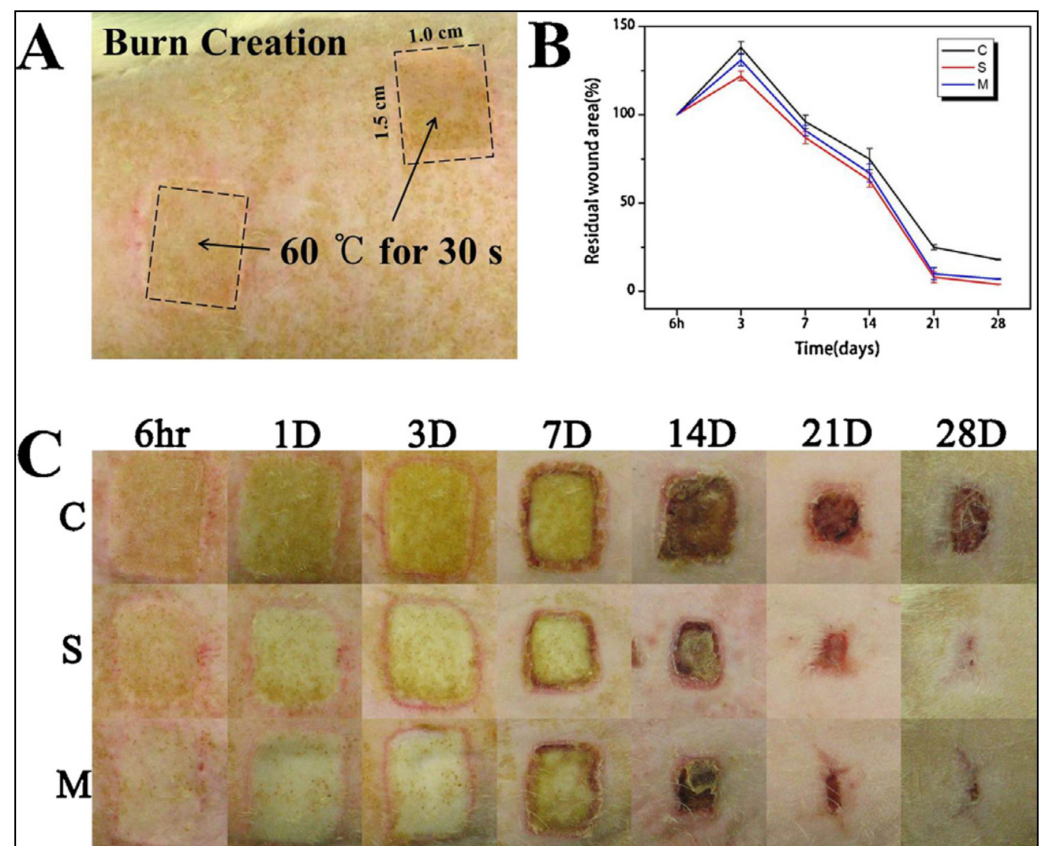 A
Burn Creation
1.0 cm
1.5 cm
60 ℃ for 30 s
B
150
100
50
0
Residual wound area(%)
C
S
M
6h 3 7 14 21 28
Time(days)
C
6hr 1D 3D 7D 14D 21D 28D
C
S
M